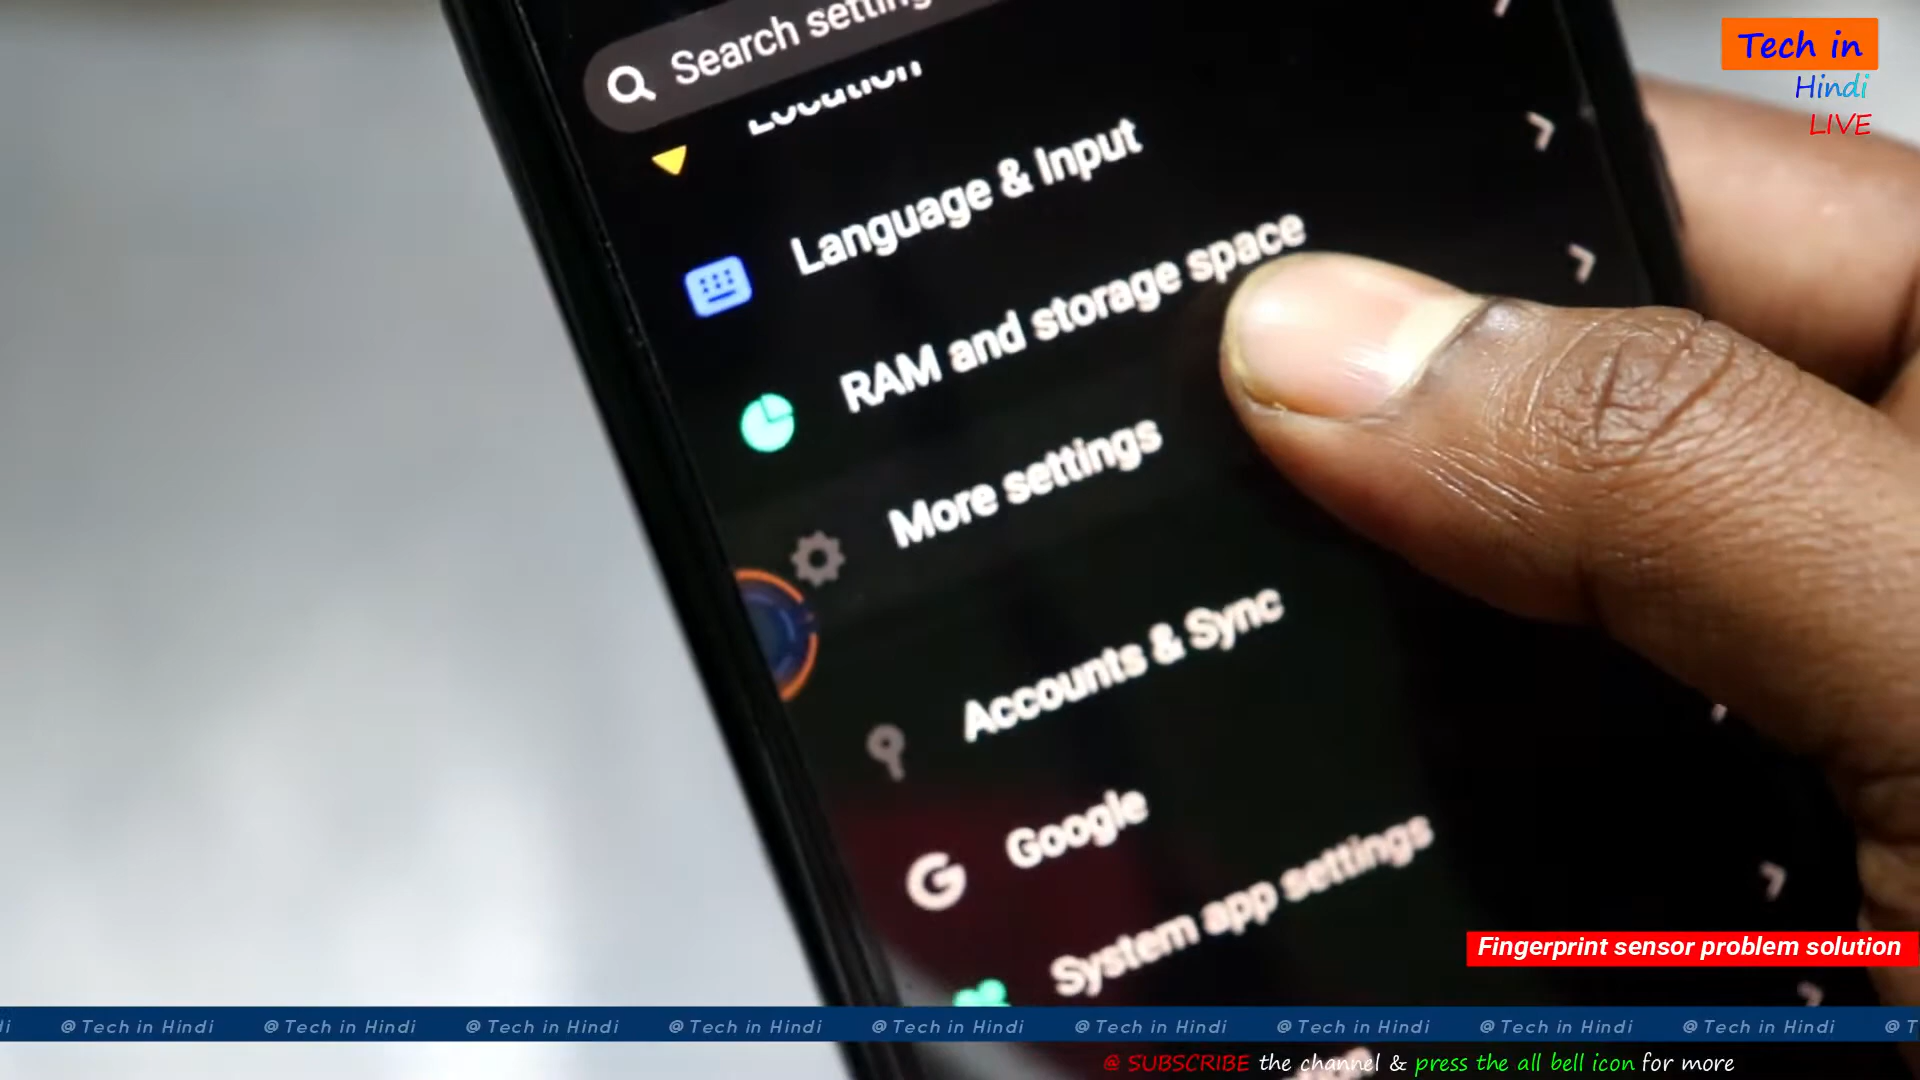 Search
Location
Language & Input
RAM and storage space
More settings
Accounts & Sync
Google
System app settings
Tech in
Hindi
LIVE
Fingerprint sensor problem solution
@ Tech in Hindi @ Tech in Hindi @ Tech in Hindi @ Tech in Hindi @ Tech in Hindi @ Tech in Hindi @ Tech in Hindi @ Tech in Hindi @ Tech in Hindi
@ SUBSCRIBE the channel & press the all bell icon for more